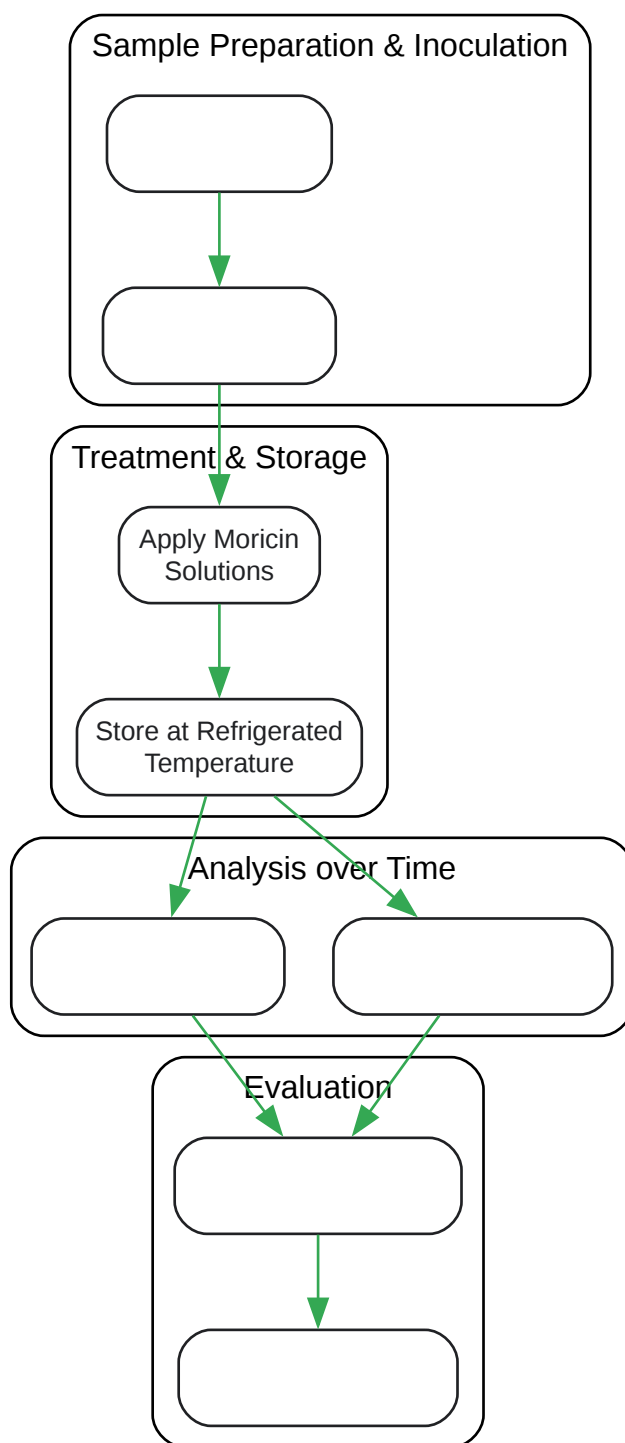 Sample Preparation & Inoculation
Treatment & Storage
Apply Moricin
Solutions
Store at Refrigerated
Temperature
Analysis over Time
Evaluation